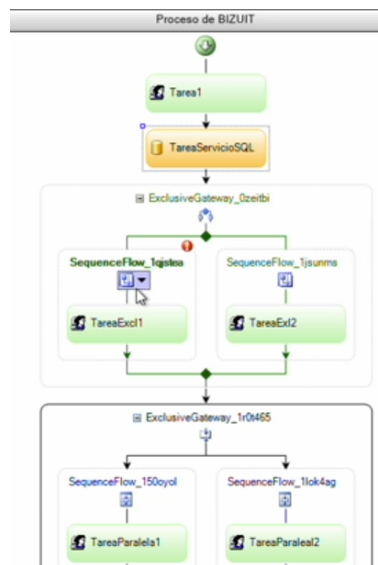 Proceso de BIZUIT
Tarea1
TareaServicioSQL
ExclusiveGateway_0zeitbi
SequenceFlow_1qjstea
SequenceFlow_1jsunms
TareaExcl1
TareaExl2
ExclusiveGateway_1r0t465
SequenceFlow_150oyol
SequenceFlow_1lok4ag
TareaParalela1
TareaParaleal2